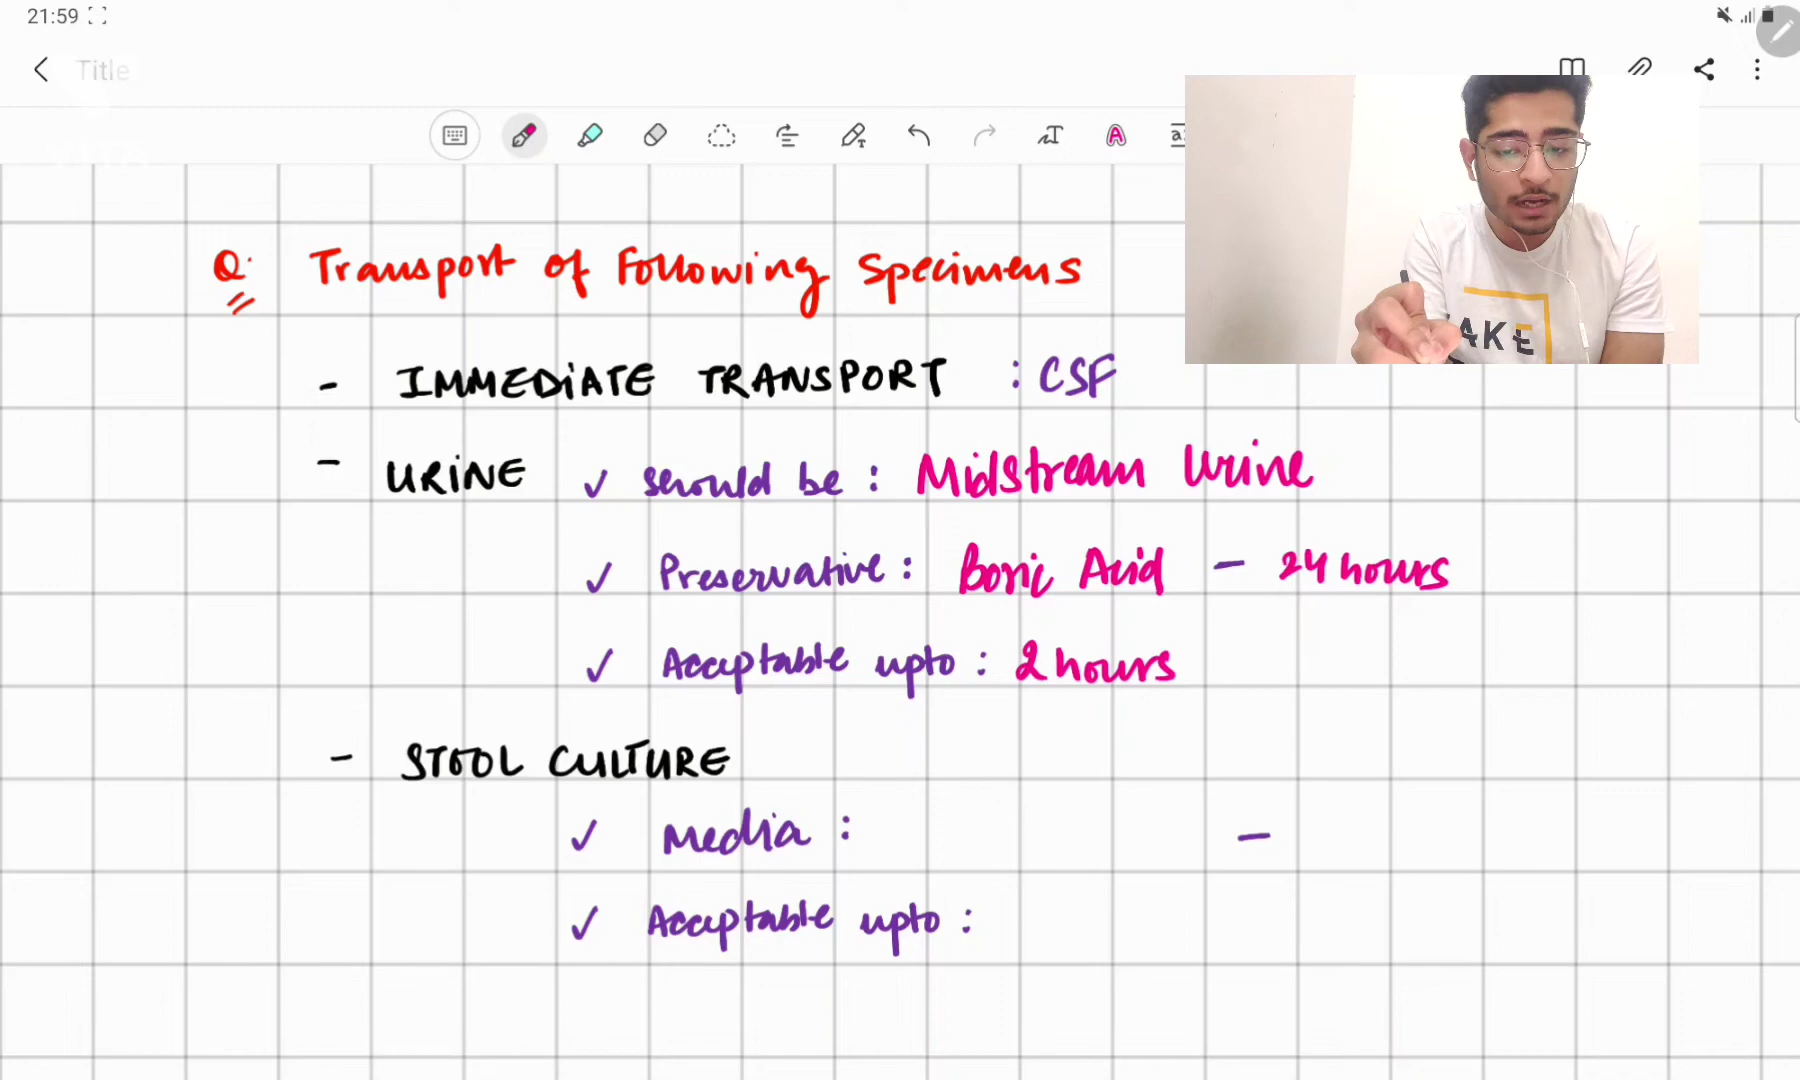 21:59
Title
Q. Transport of Following Specimens
- IMMEDiATE TRANSPORT : CSF
- URiNE ✓ should be : Midstream Urine
✓ Preservative : Boric Acid - 24 hours
✓ Acceptable upto : 2 hours
- STOOL CULTURE
✓ Media : -
✓ Acceptable upto :
AKE